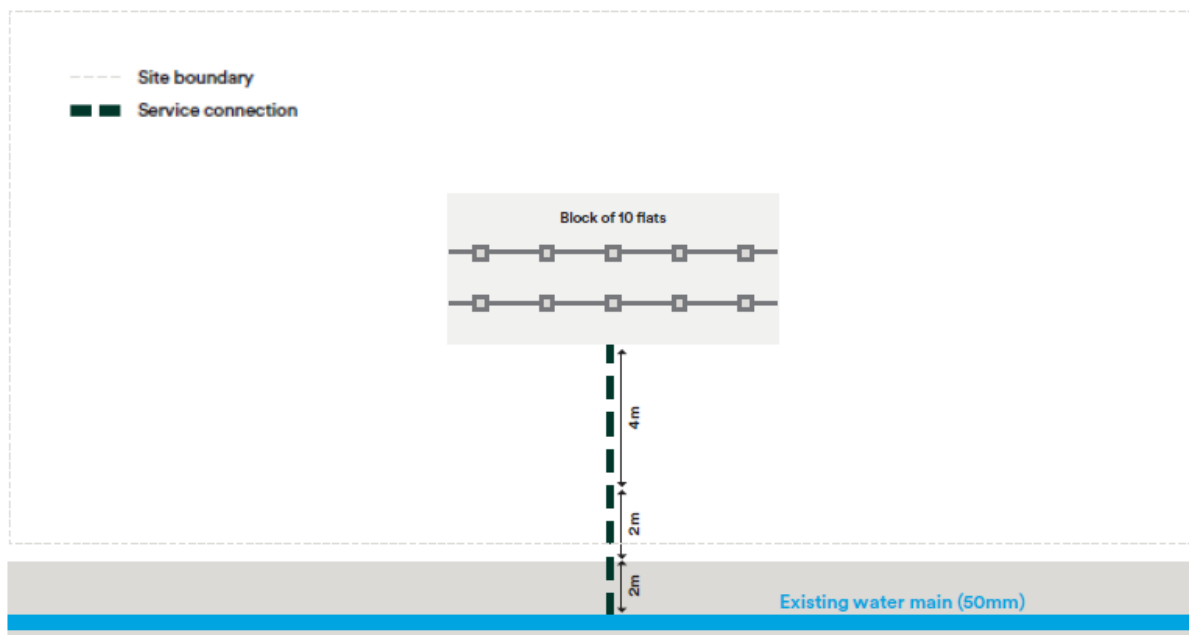 Site boundary
Service connection
Block of 10 flats
4m
2m
2m
Existing water main (50mm)